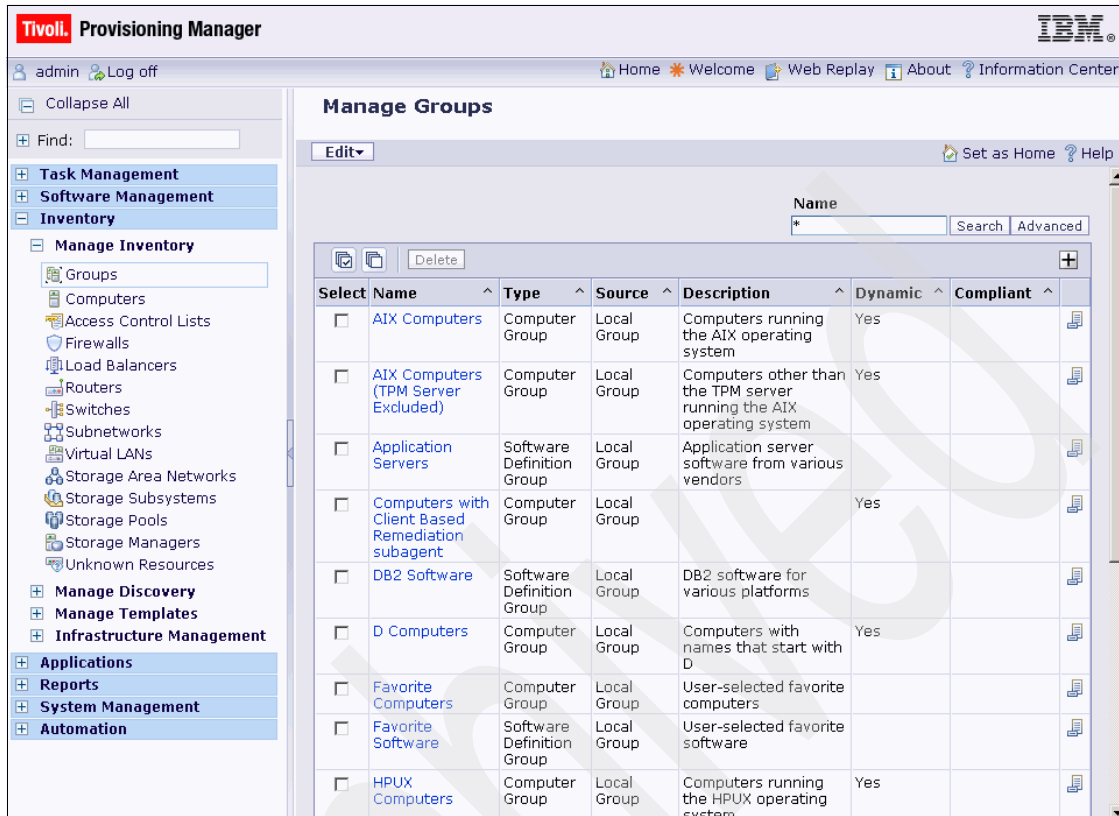 Tivoli. Provisioning Manager
IBM®
admin Log off
Home Welcome Web Replay About Information Center
Collapse All
Find:
Task Management
Software Management
Inventory
Manage Inventory
Groups
Computers
Access Control Lists
Firewalls
Load Balancers
Routers
Switches
Subnetworks
Virtual LANs
Storage Area Networks
Storage Subsystems
Storage Pools
Storage Managers
Unknown Resources
Manage Discovery
Manage Templates
Infrastructure Management
Applications
Reports
System Management
Automation
Manage Groups
Edit
Set as Home ? Help
Name
*
Search Advanced
Delete
Select Name ^ Type ^ Source ^ Description ^ Dynamic ^ Compliant ^
AIX Computers
Computer
Group
Local
Group
Computers running
the AIX operating
system
Yes
AIX Computers
(TPM Server
Excluded)
Computer
Group
Local
Group
Computers other than
the TPM server
running the AIX
operating system
Yes
Application
Servers
Software
Definition
Group
Local
Group
Application server
software from various
vendors
Computers with
Client Based
Remediation
subagent
Computer
Group
Local
Group
Yes
DB2 Software
Software
Definition
Group
Local
Group
DB2 software for
various platforms
D Computers
Computer
Group
Local
Group
Computers with
names that start with
D
Yes
Favorite
Computers
Computer
Group
Local
Group
User-selected favorite
computers
Favorite
Software
Software
Definition
Group
Local
Group
User-selected favorite
software
HPUX
Computers
Computer
Group
Local
Group
Computers running
the HPUX operating
system
Yes